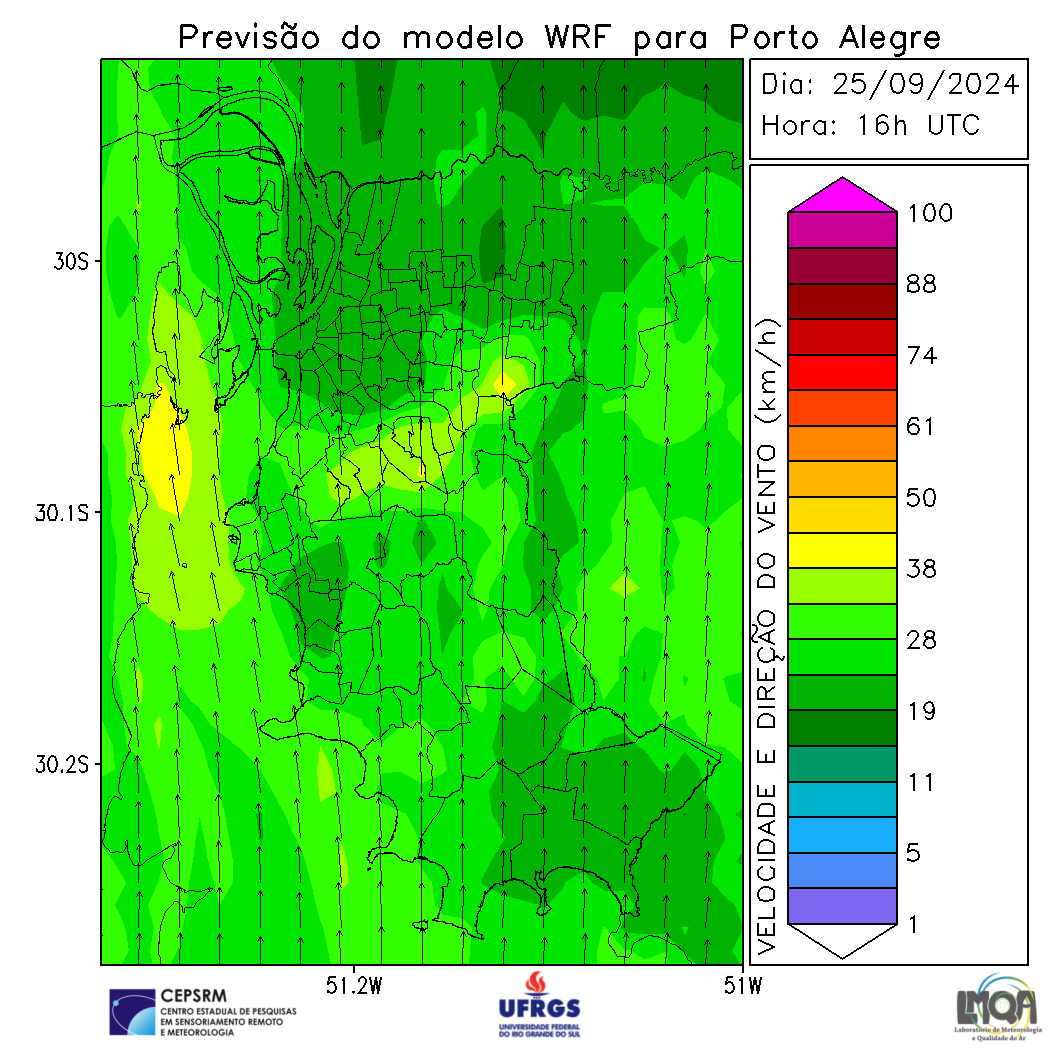 Previsão do modelo WRF para Porto Alegre
Dia: 25/09/2024
Hora: 16h UTC
30S
30.1S
30.2S
51.2W
51W
VELOCIDADE E DIREÇÃO DO VENTO (km/h)
100
88
74
61
50
38
28
19
11
5
1
CEPSRM
CENTRO ESTADUAL DE PESQUISAS
EM SENSORIAMENTO REMOTO
E METEOROLOGIA
UFRGS
UNIVERSIDADE FEDERAL
DO RIO GRANDE DO SUL
LMQA
Laboratório de Meteorologia
e Qualidade do Ar